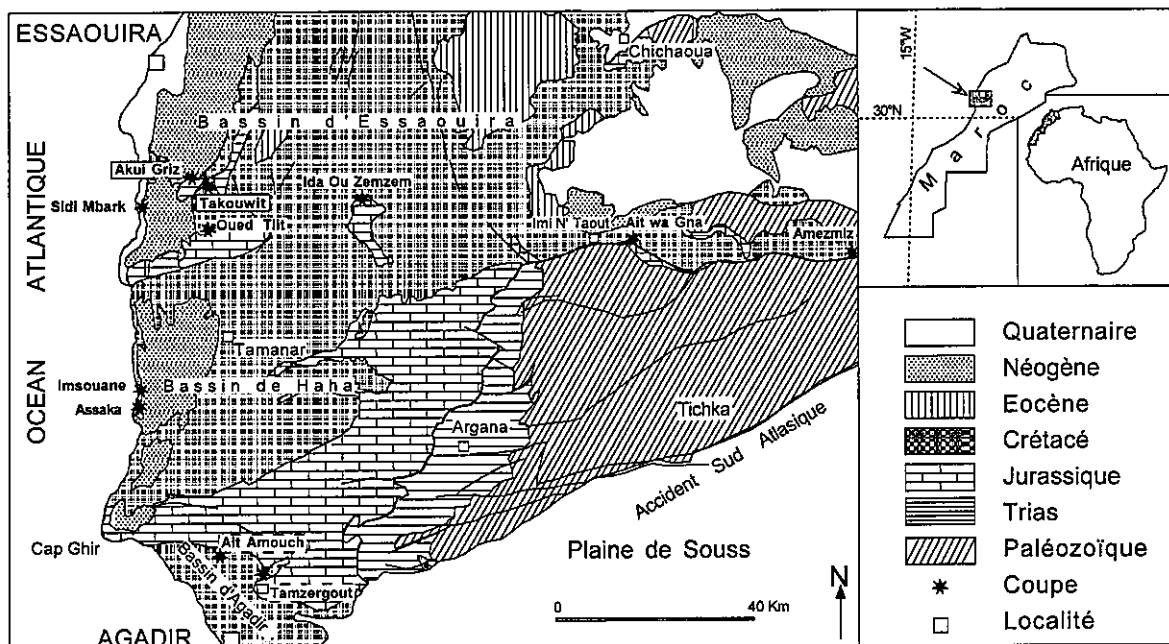 ESSAOUIRA
Chichaoua
Bassin d'Essaouira
Akui Griz
Ida Ou Zemzem
Takouwit
Sidi Mbark
Oued Tlit
Imi N' Taout
Ait wa Gna
Amezmiz
ATLANTIQUE
OCEAN
Tamanar
Imsouane
Bassin de Haha
Assaka
Tichka
Argana
Accident Sud Atlasique
Cap Ghir
Ait Amouch
Plaine de Souss
Bassin d'Agadir
Tamzergout
N
0 40 Km
AGADIR
15°W
30°N
Maroc
Afrique
Quaternaire
Néogène
Eocène
Crétacé
Jurassique
Trias
Paléozoïque
Coupe
Localité